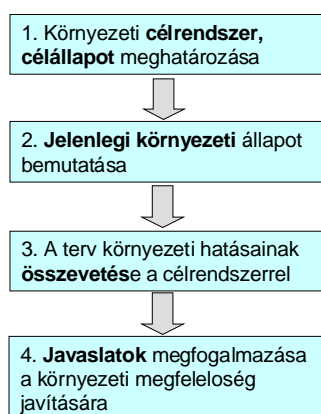 1. Környezeti célrendszer,
célállapot meghatározása
2. Jelenlegi környezeti állapot
bemutatása
3. A terv környezeti hatásainak
összevetése a célrendszerrel
4. Javaslatok megfogalmazása
a környezeti megfeleloség
javítására